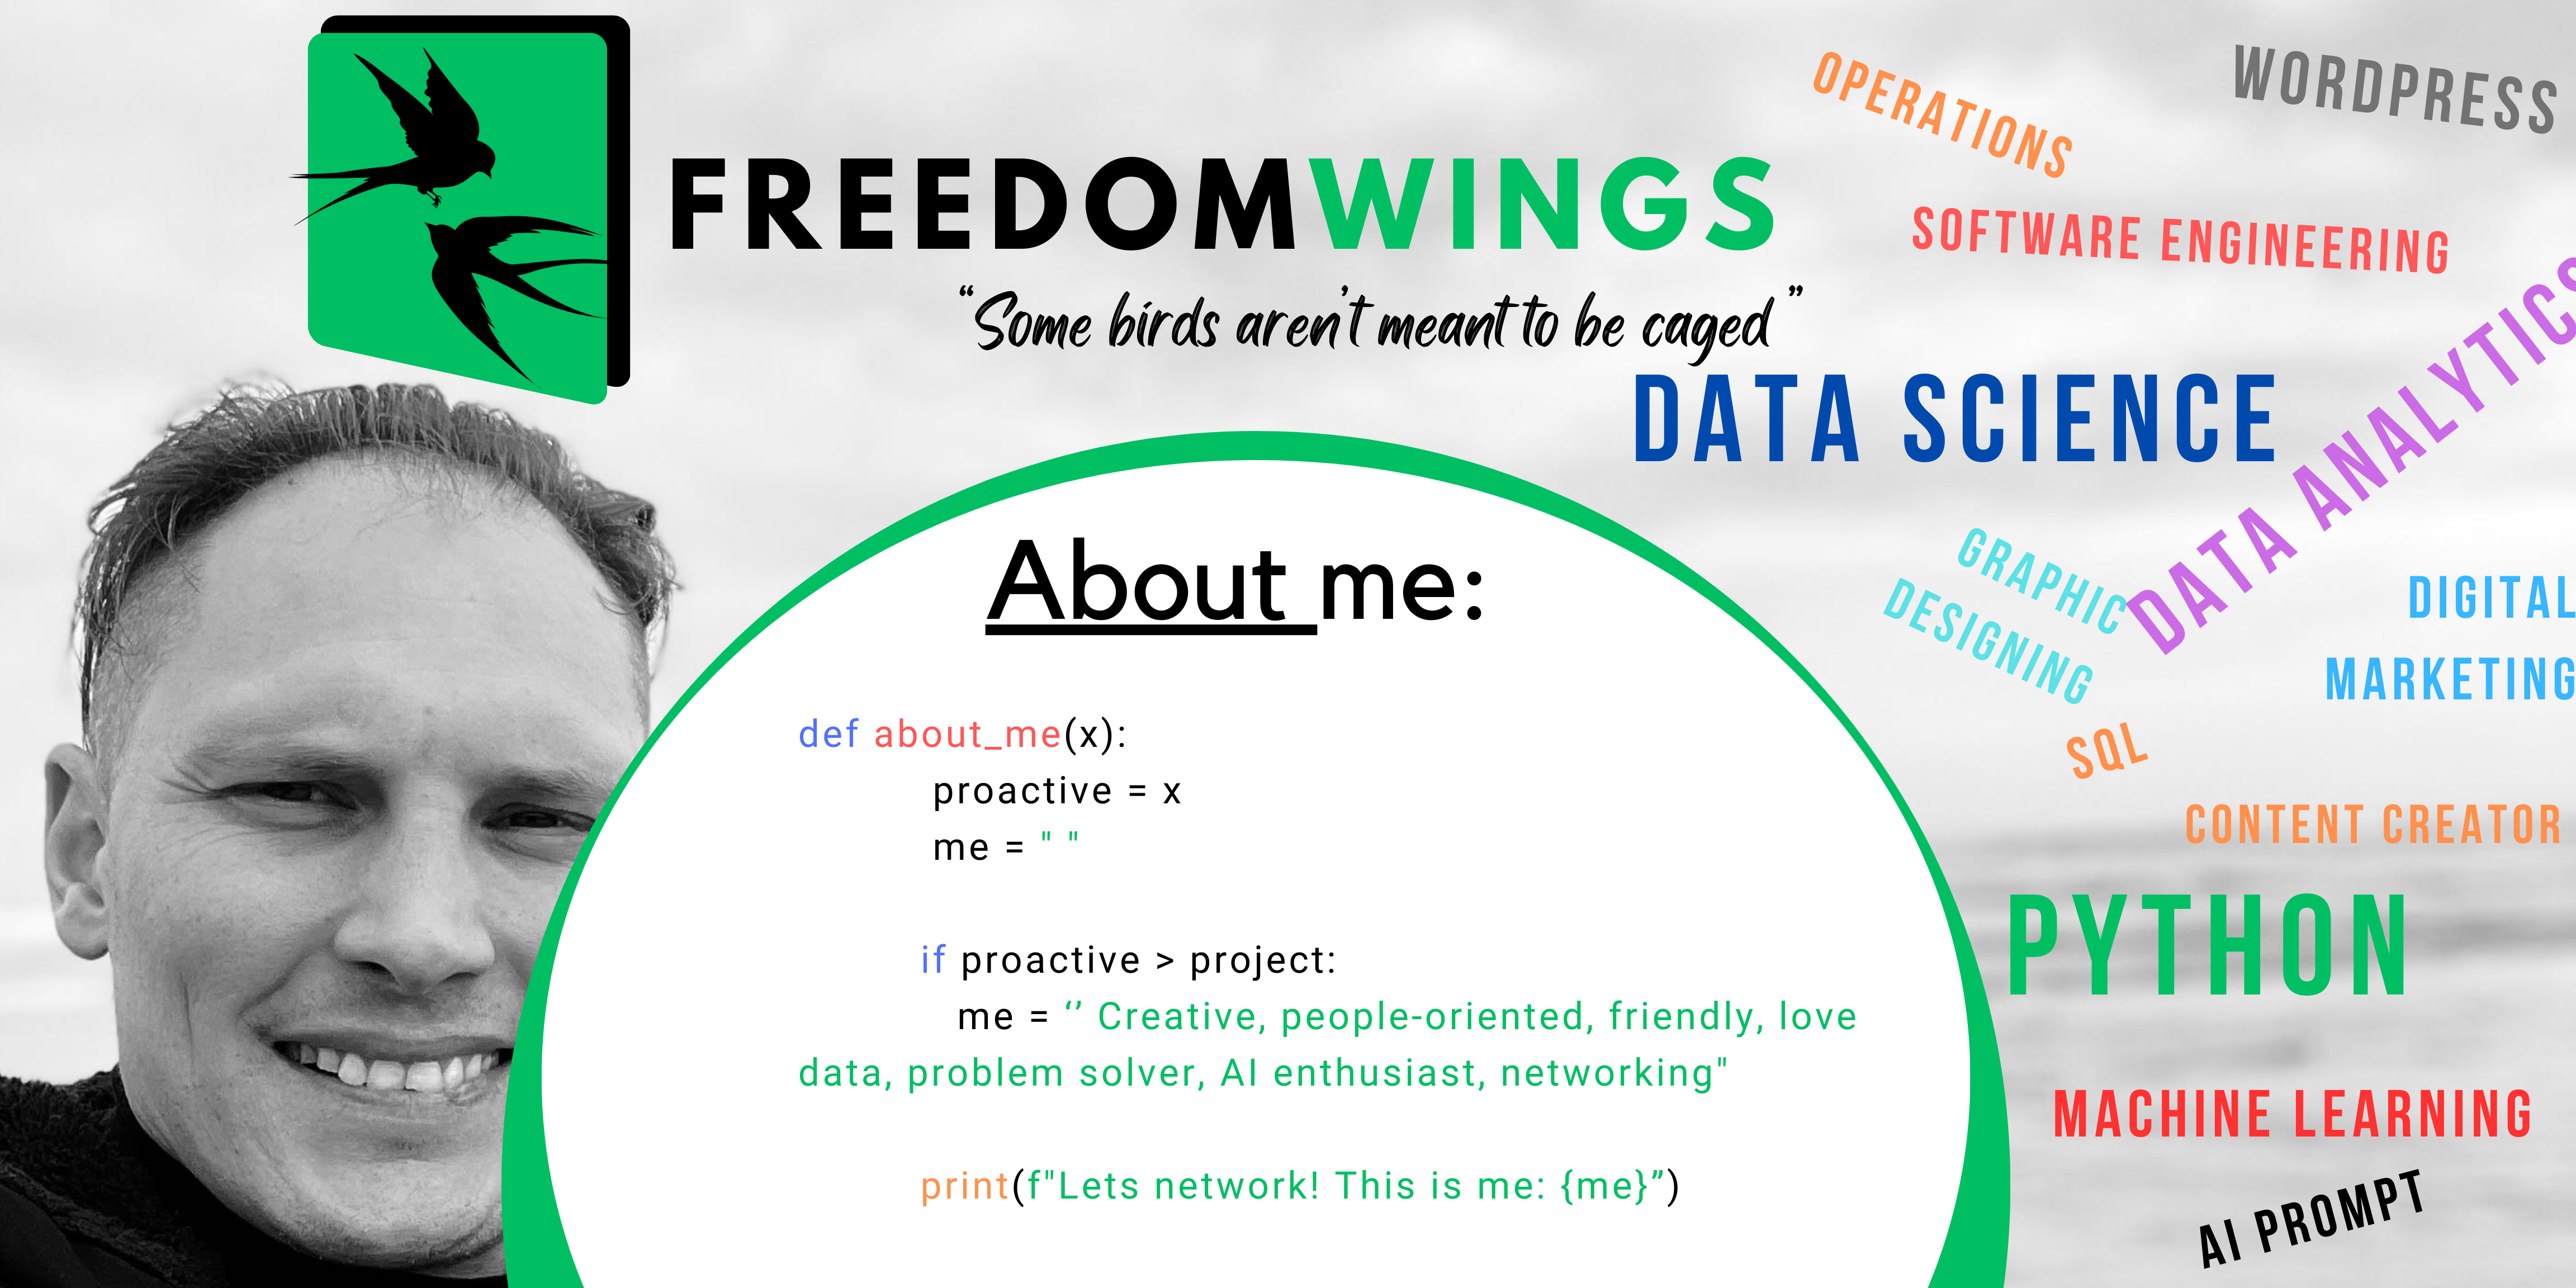 FREEDOMWINGS
“Some birds aren't meant to be caged”
OPERATIONS
WORDPRESS
SOFTWARE ENGINEERING
DATA SCIENCE
DATA ANALYTICS
GRAPHIC
DESIGNING
DIGITAL
MARKETING
SQL
CONTENT CREATOR
PYTHON
MACHINE LEARNING
AI PROMPT
About me:
def about_me(x):
proactive = x
me = " "
if proactive > project:
me = ‘’ Creative, people-oriented, friendly, love
data, problem solver, AI enthusiast, networking"
print(f"Lets network! This is me: {me}”)